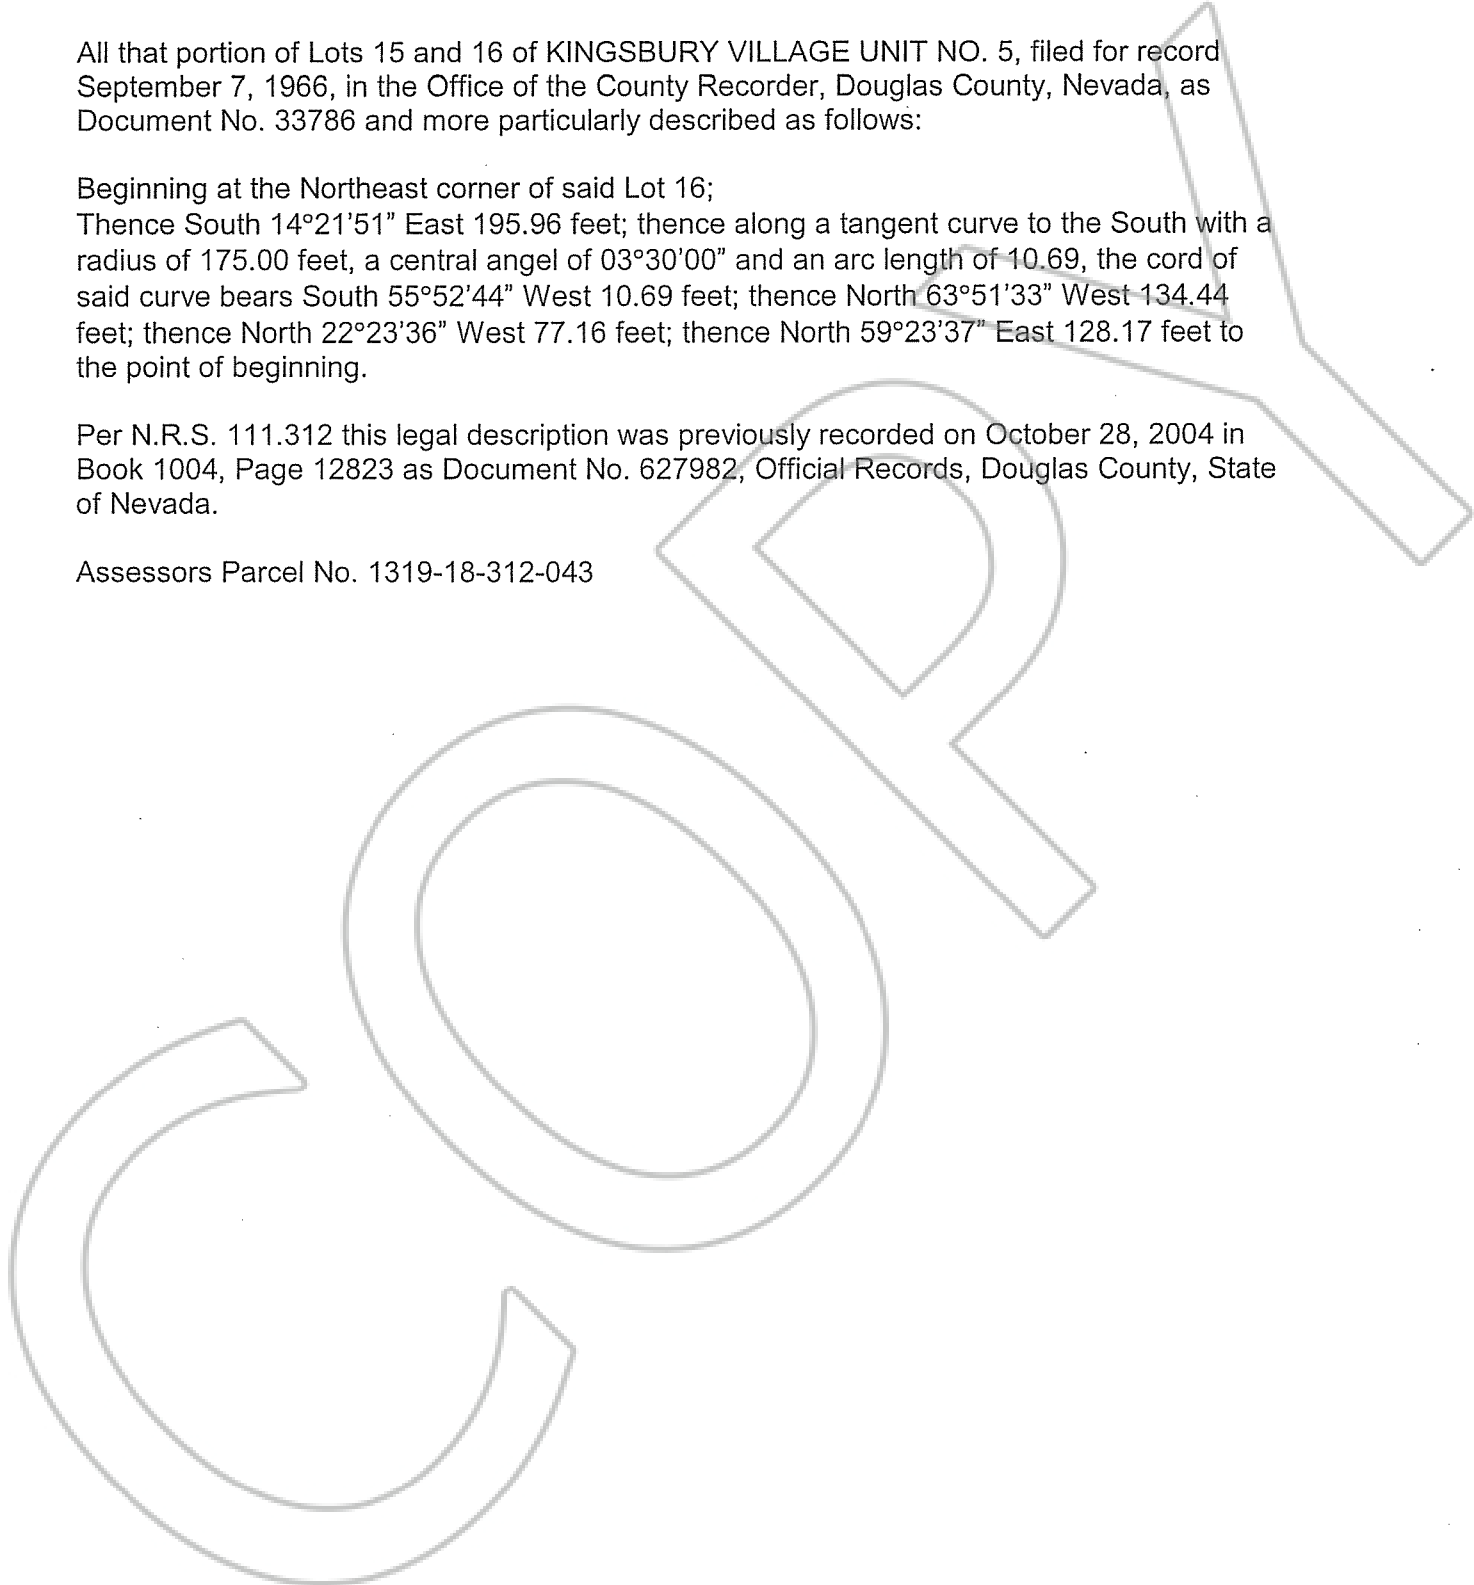 All that portion of Lots 15 and 16 of KINGSBURY VILLAGE UNIT NO. 5, filed for record
September 7, 1966, in the Office of the County Recorder, Douglas County, Nevada, as
Document No. 33786 and more particularly described as follows:
Beginning at the Northeast corner of said Lot 16;
Thence South 14°21'51" East 195.96 feet; thence along a tangent curve to the South with a
radius of 175.00 feet, a central angel of 03°30'00" and an arc length of 10.69, the cord of
said curve bears South 55°52'44" West 10.69 feet; thence North 63°51'33" West 134.44
feet; thence North 22°23'36" West 77.16 feet; thence North 59°23'37" East 128.17 feet to
the point of beginning.
Per N.R.S. 111.312 this legal description was previously recorded on October 28, 2004 in
Book 1004, Page 12823 as Document No. 627982, Official Records, Douglas County, State
of Nevada.
Assessors Parcel No. 1319-18-312-043
COPY